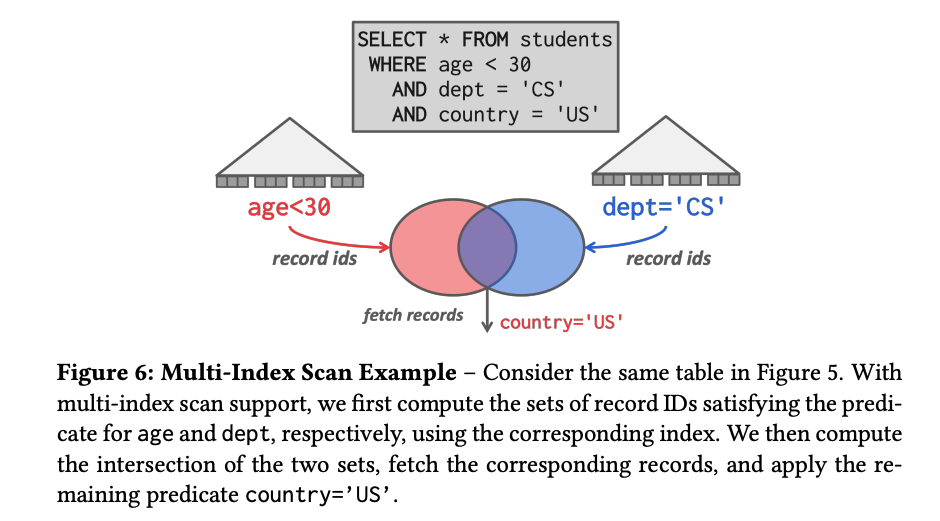 SELECT * FROM students
WHERE age < 30
AND dept = 'CS'
AND country = 'US'
age<30
dept='CS'
record ids
record ids
fetch records
country='US'
Figure 6: Multi-Index Scan Example – Consider the same table in Figure 5. With
multi-index scan support, we first compute the sets of record IDs satisfying the predi-
cate for age and dept, respectively, using the corresponding index. We then compute
the intersection of the two sets, fetch the corresponding records, and apply the re-
maining predicate country=’US’.